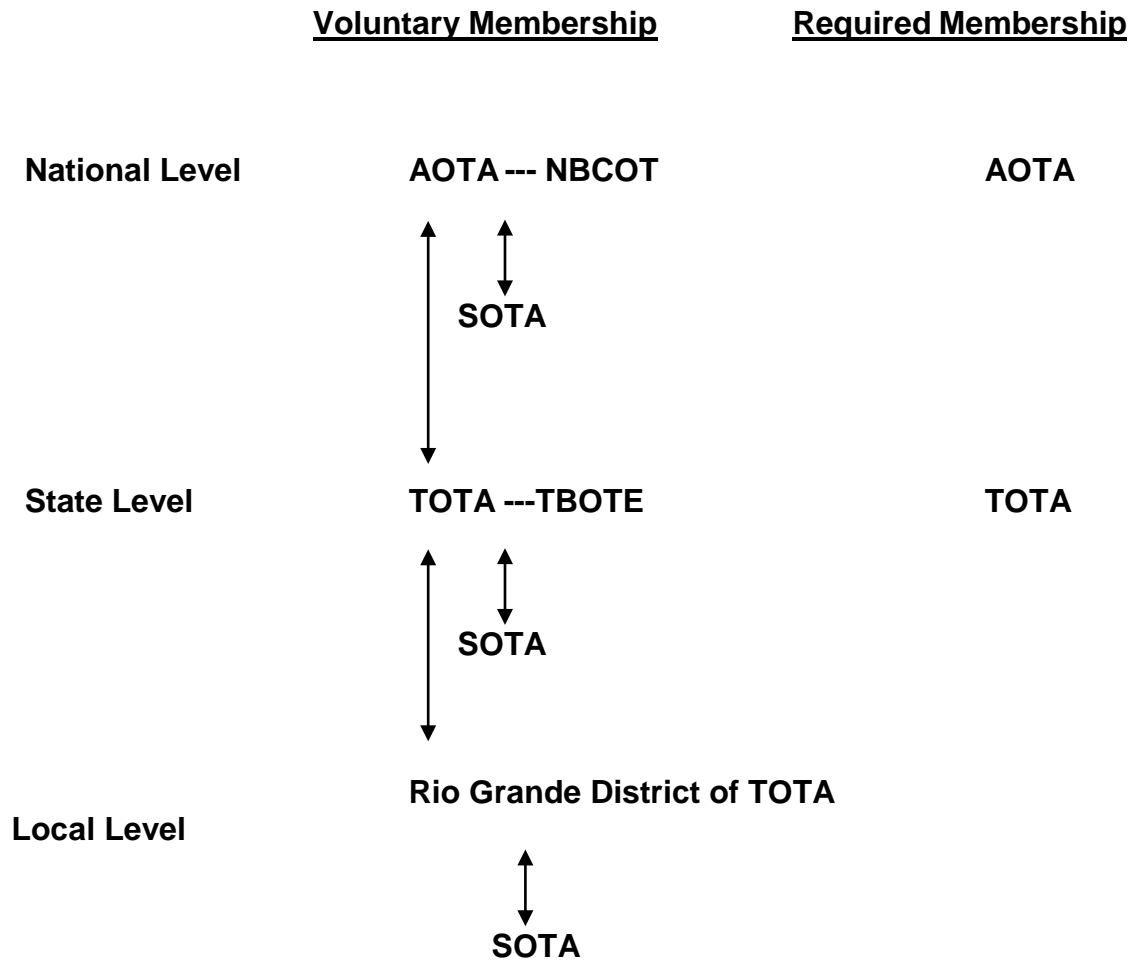 Voluntary Membership Required Membership
National Level AOTA --- NBCOT AOTA
SOTA
State Level TOTA ---TBOTE TOTA
SOTA
Rio Grande District of TOTA
Local Level
SOTA